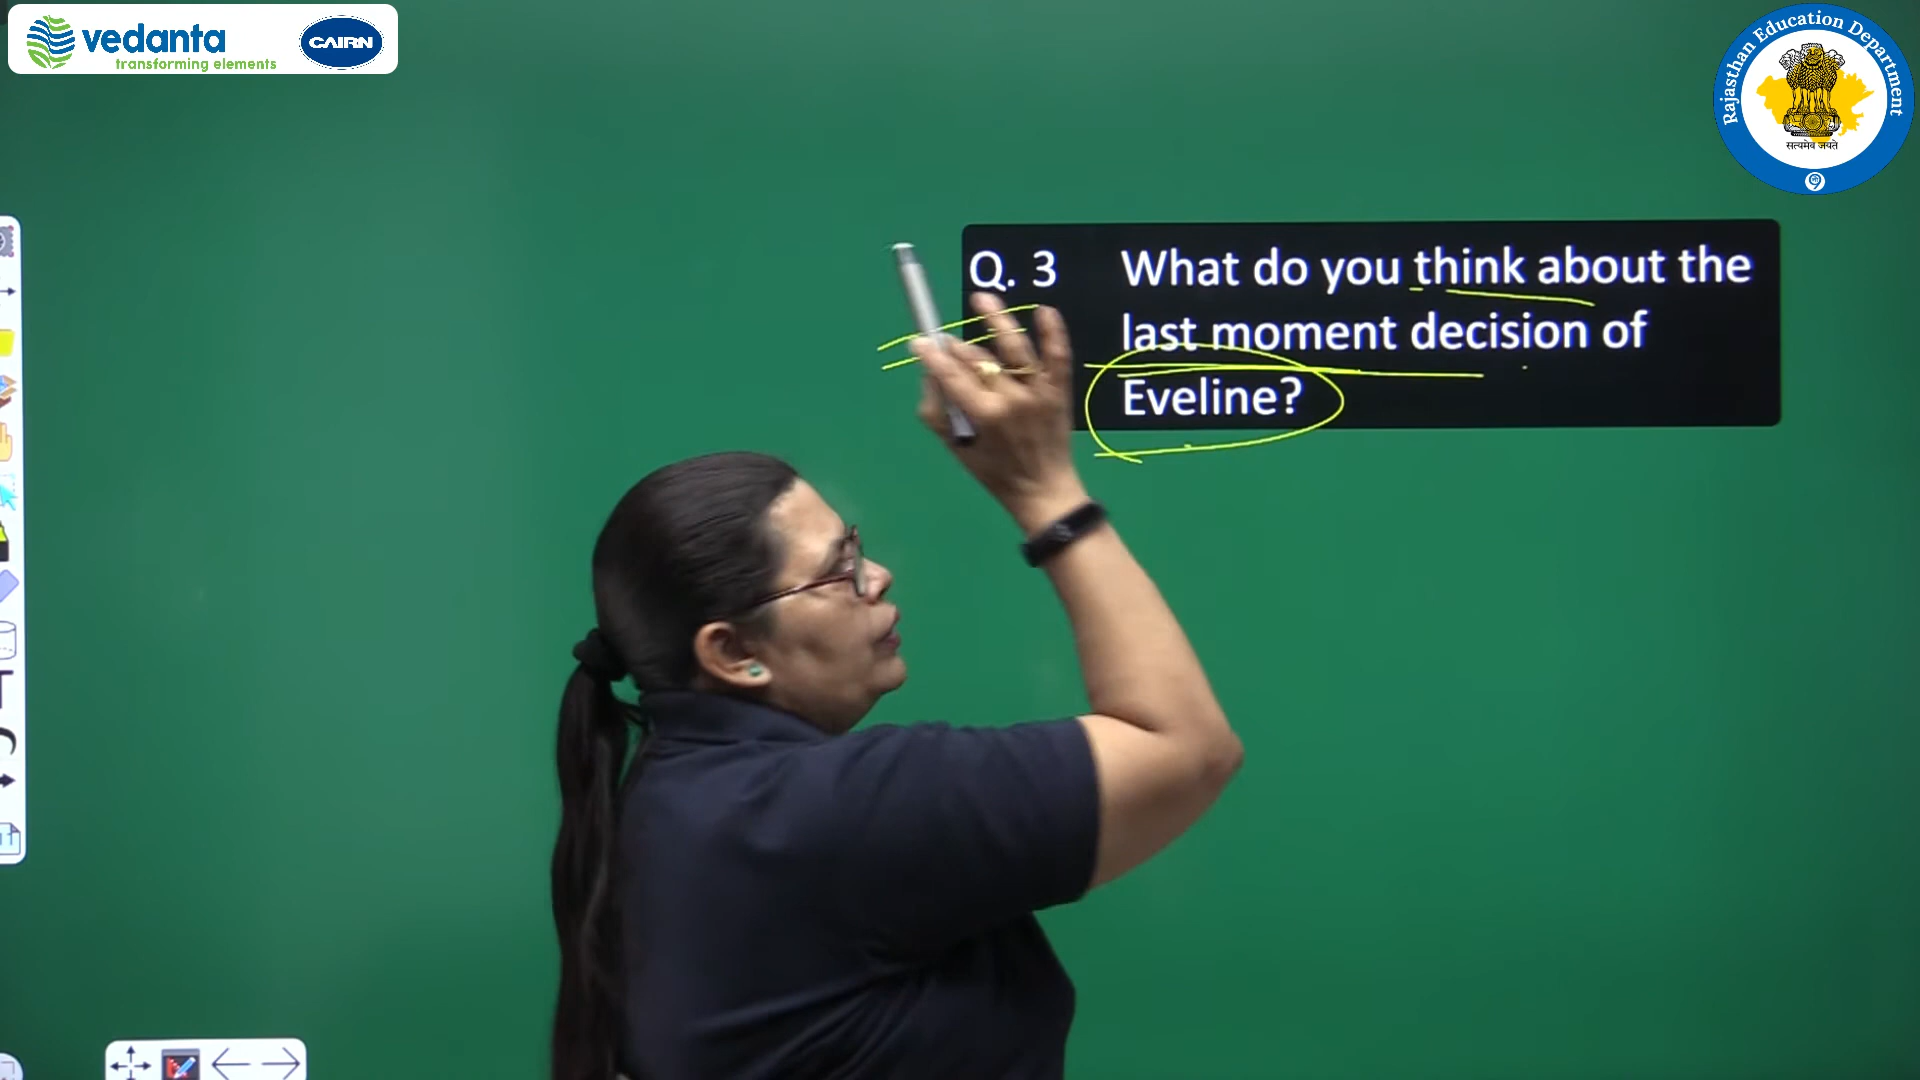 vedanta
transforming elements
CAIRN
Rajasthan Education Department
सत्यमेव जयते
Q. 3 What do you think about the
last moment decision of
Eveline?
T